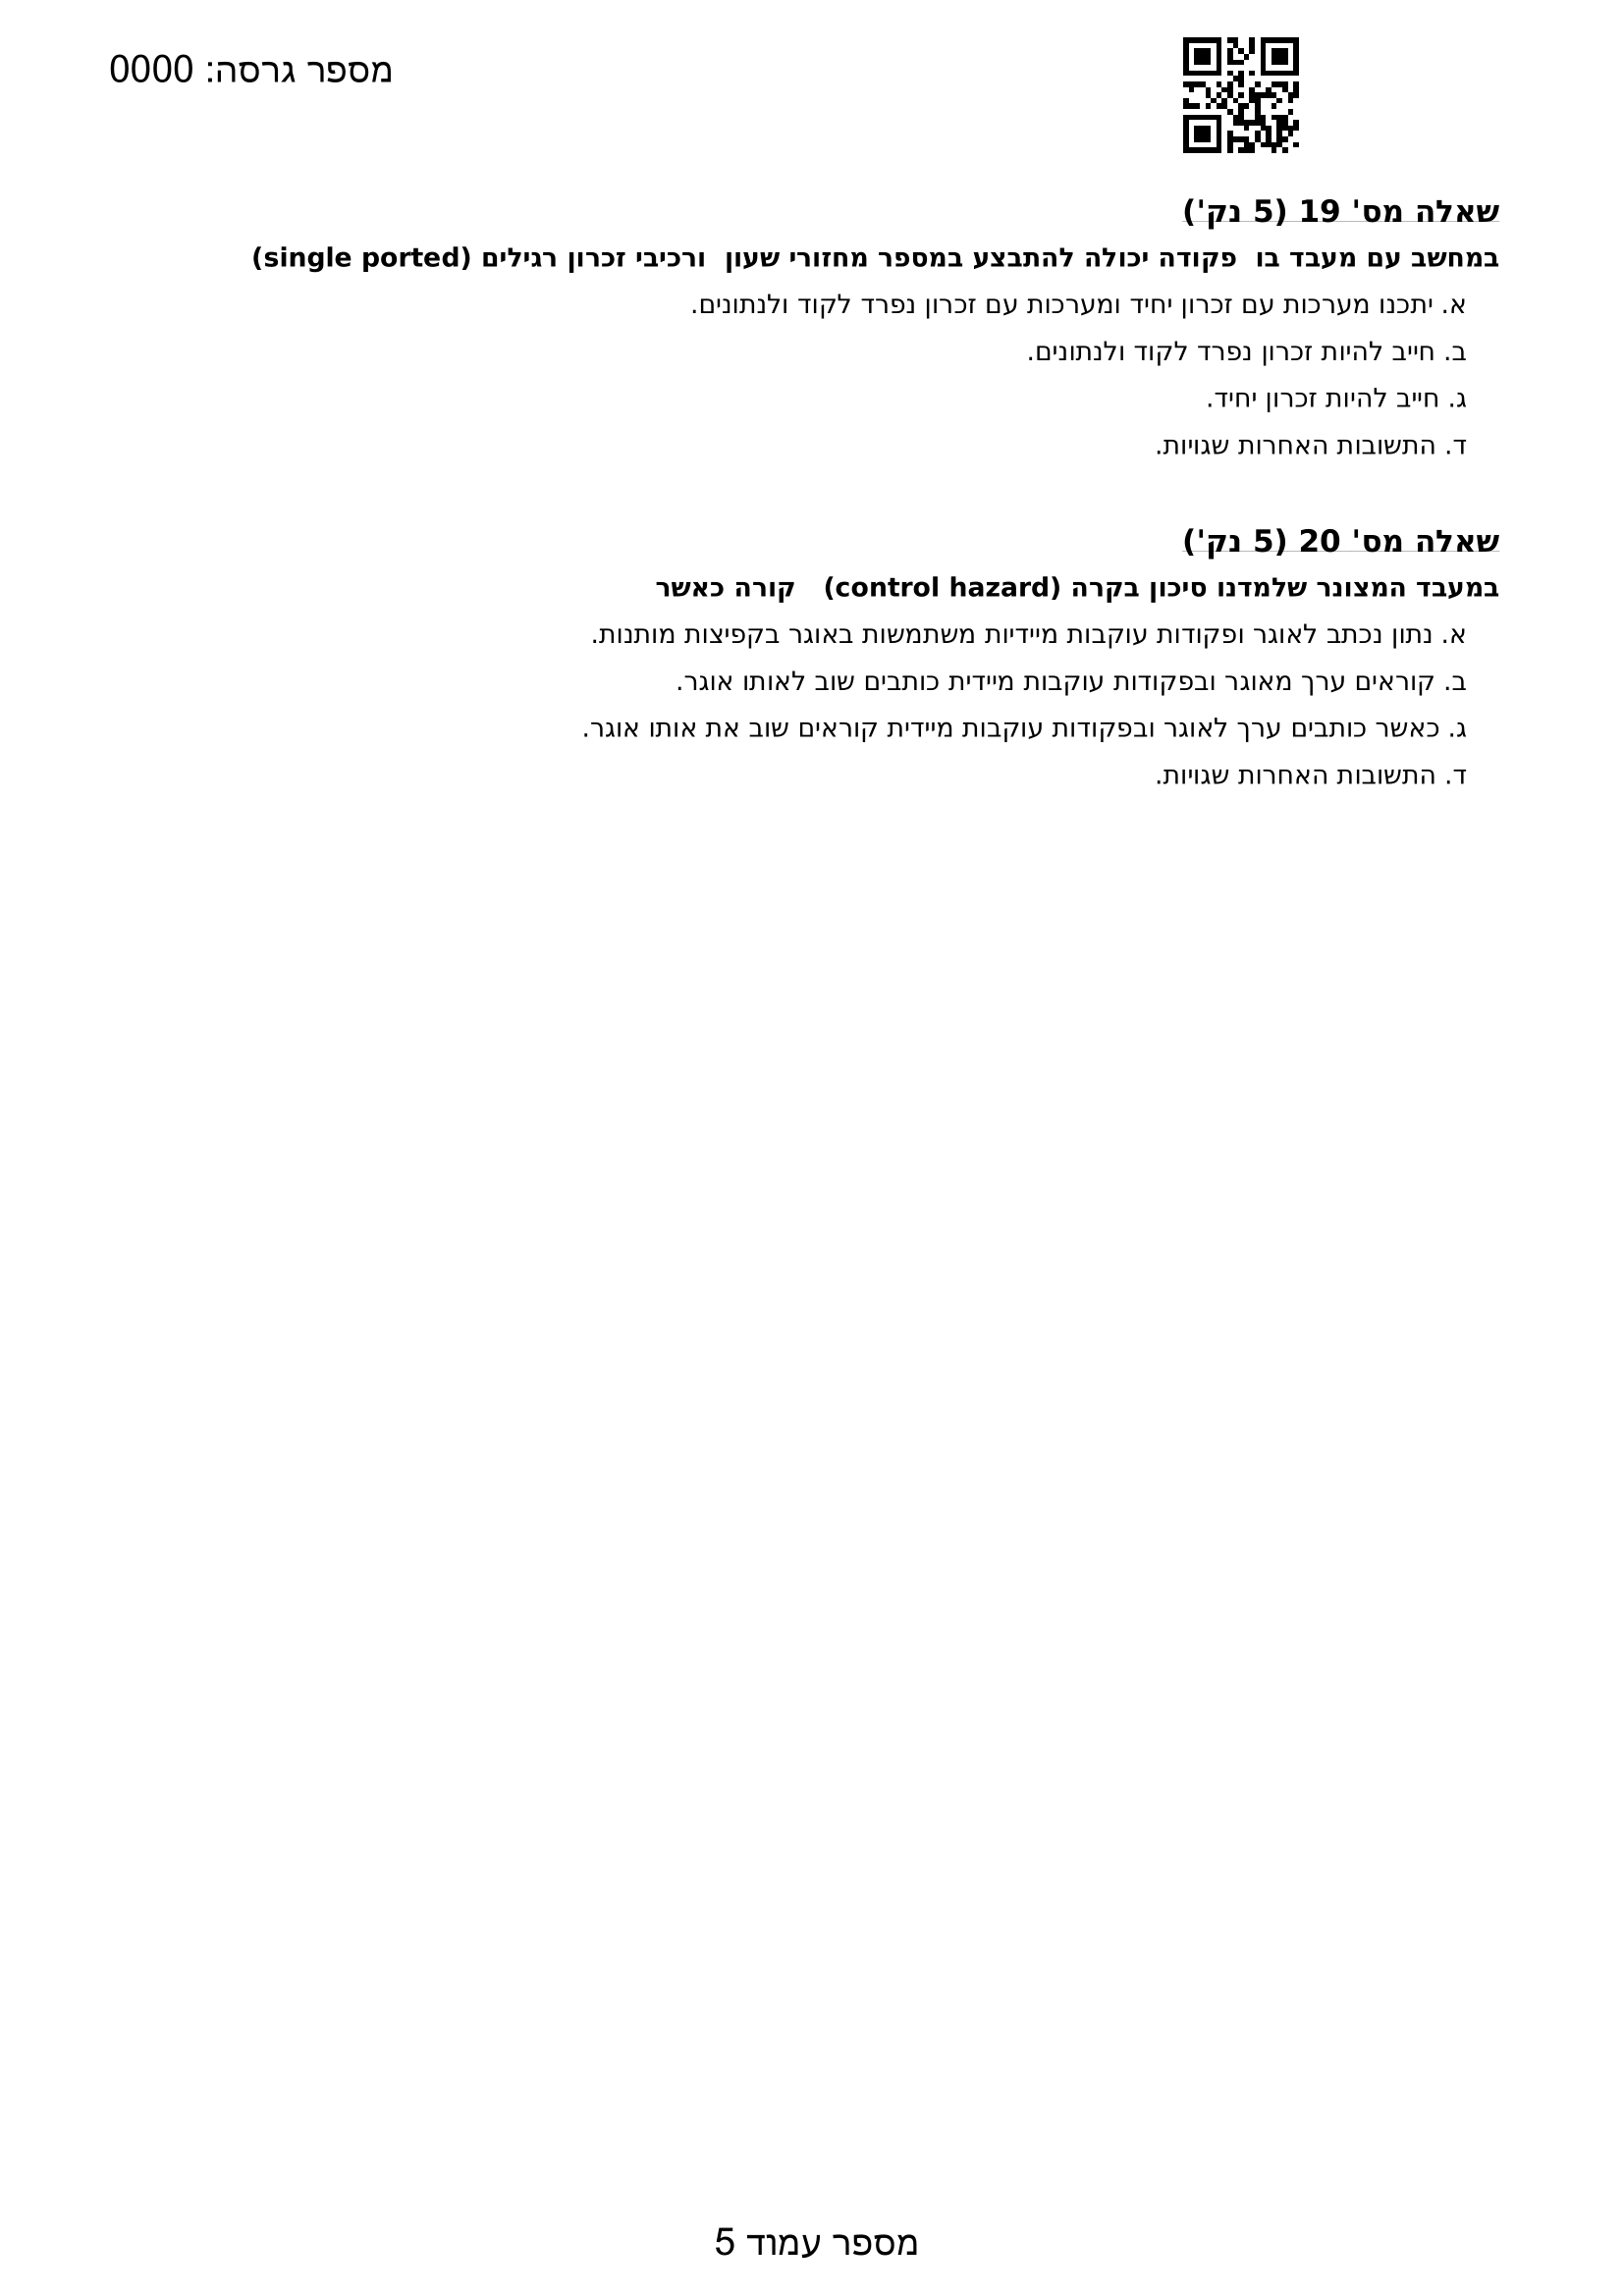 מספר גרסה: 0000
שאלה מס' 19 (5 נק')
במחשב עם מעבד בו פקודה יכולה להתבצע במספר מחזורי שעון ורכיבי זכרון רגילים (single ported)
א. יתכנו מערכות עם זכרון יחיד ומערכות עם זכרון נפרד לקוד ולנתונים.
ב. חייב להיות זכרון נפרד לקוד ולנתונים.
ג. חייב להיות זכרון יחיד.
ד. התשובות האחרות שגויות.
שאלה מס' 20 (5 נק')
במעבד המצונר שלמדנו סיכון בקרה (control hazard) קורה כאשר
א. נתון נכתב לאוגר ופקודות עוקבות מיידיות משתמשות באוגר בקפיצות מותנות.
ב. קוראים ערך מאוגר ובפקודות עוקבות מיידית כותבים שוב לאותו אוגר.
ג. כאשר כותבים ערך לאוגר ובפקודות עוקבות מיידית קוראים שוב את אותו אוגר.
ד. התשובות האחרות שגויות.
מספר עמוד 5